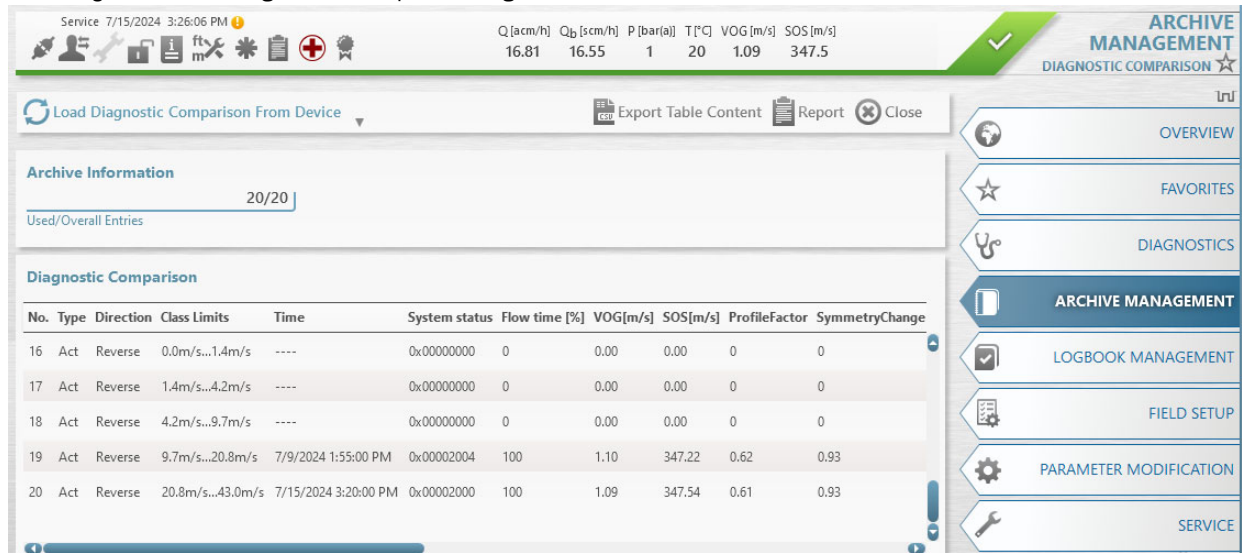 Service 7/15/2024 3:26:06 PM
Q [acm/h] Qb [scm/h] P [bar(a)] T[°C] VOG [m/s] SOS [m/s]
16.81 16.55 1 20 1.09 347.5
ARCHIVE
MANAGEMENT
DIAGNOSTIC COMPARISON
Load Diagnostic Comparison From Device
Export Table Content Report Close
Archive Information
20/20
Used/Overall Entries
Diagnostic Comparison
No. Type Direction Class Limits Time System status Flow time [%] VOG[m/s] SOS[m/s] ProfileFactor SymmetryChange
16 Act Reverse 0.0m/s...1.4m/s ---- 0x00000000 0 0.00 0.00 0 0
17 Act Reverse 1.4m/s...4.2m/s ---- 0x00000000 0 0.00 0.00 0 0
18 Act Reverse 4.2m/s...9.7m/s ---- 0x00000000 0 0.00 0.00 0 0
19 Act Reverse 9.7m/s...20.8m/s 7/9/2024 1:55:00 PM 0x00002004 100 1.10 347.22 0.62 0.93
20 Act Reverse 20.8m/s...43.0m/s 7/15/2024 3:20:00 PM 0x00002000 100 1.09 347.54 0.61 0.93
OVERVIEW
FAVORITES
DIAGNOSTICS
ARCHIVE MANAGEMENT
LOGBOOK MANAGEMENT
FIELD SETUP
PARAMETER MODIFICATION
SERVICE